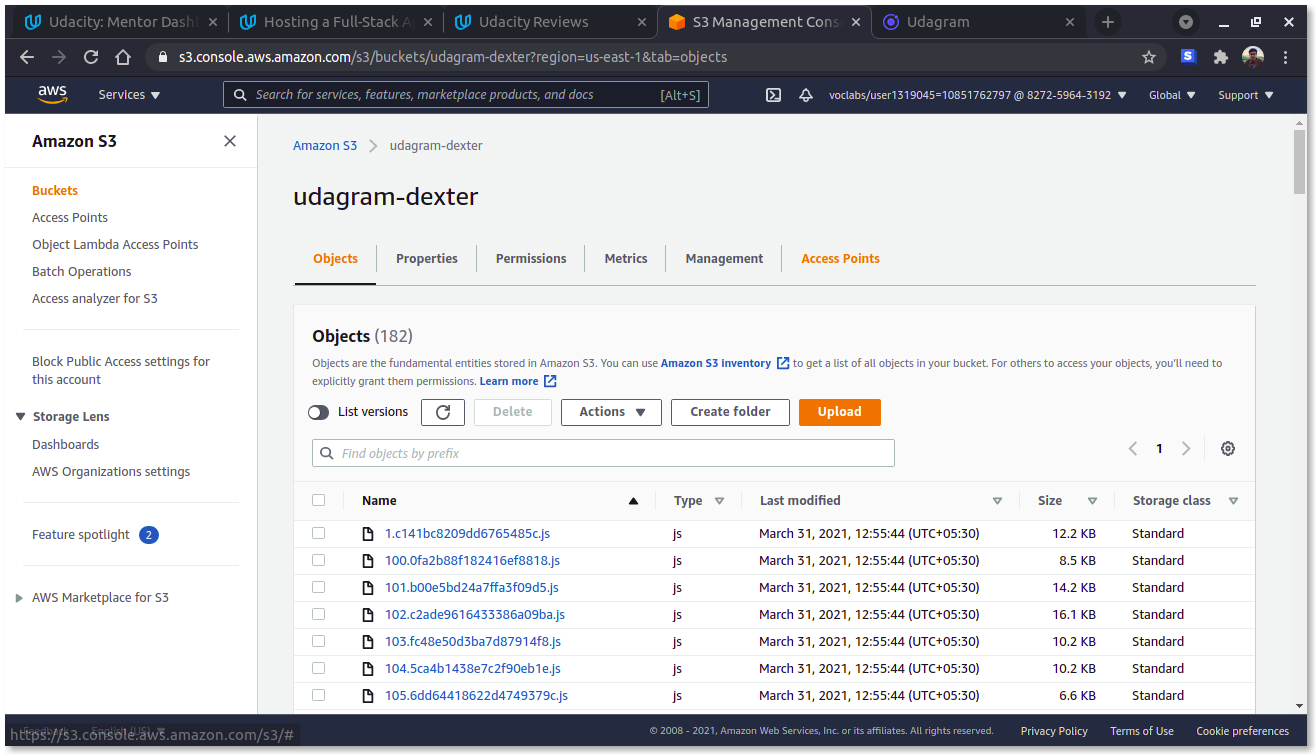 Udacity: Mentor Dash
Hosting a Full-Stack A
Udacity Reviews
S3 Management Cons
Udagram
s3.console.aws.amazon.com/s3/buckets/udagram-dexter?region=us-east-1&tab=objects
S
aws
Services
Search for services, features, marketplace products, and docs
[Alt+S]
voclabs/user1319045=10851762797 @ 8272-5964-3192
Global
Support
Amazon S3
Buckets
Access Points
Object Lambda Access Points
Batch Operations
Access analyzer for S3
Block Public Access settings for
this account
Storage Lens
Dashboards
AWS Organizations settings
Feature spotlight 2
AWS Marketplace for S3
Amazon S3
udagram-dexter
udagram-dexter
Objects
Properties
Permissions
Metrics
Management
Access Points
Objects (182)
Objects are the fundamental entities stored in Amazon S3. You can use Amazon S3 inventory to get a list of all objects in your bucket. For others to access your objects, you'll need to
explicitly grant them permissions. Learn more
List versions
Delete
Actions
Create folder
Upload
Find objects by prefix
1
Name Type Last modified Size Storage class
1.c141bc8209dd6765485c.js js March 31, 2021, 12:55:44 (UTC+05:30) 12.2 KB Standard
100.0fa2b88f182416ef8818.js js March 31, 2021, 12:55:44 (UTC+05:30) 8.5 KB Standard
101.b00e5bd24a7ffa3f09d5.js js March 31, 2021, 12:55:44 (UTC+05:30) 14.2 KB Standard
102.c2ade9616433386a09ba.js js March 31, 2021, 12:55:44 (UTC+05:30) 16.1 KB Standard
103.fc48e50d3ba7d87914f8.js js March 31, 2021, 12:55:44 (UTC+05:30) 10.2 KB Standard
104.5ca4b1438e7c2f90eb1e.js js March 31, 2021, 12:55:44 (UTC+05:30) 10.2 KB Standard
105.6dd64418622d4749379c.js js March 31, 2021, 12:55:44 (UTC+05:30) 6.6 KB Standard
Feedback English (US)
https://s3.console.aws.amazon.com/s3/#
© 2008 - 2021, Amazon Web Services, Inc. or its affiliates. All rights reserved.
Privacy Policy
Terms of Use
Cookie preferences